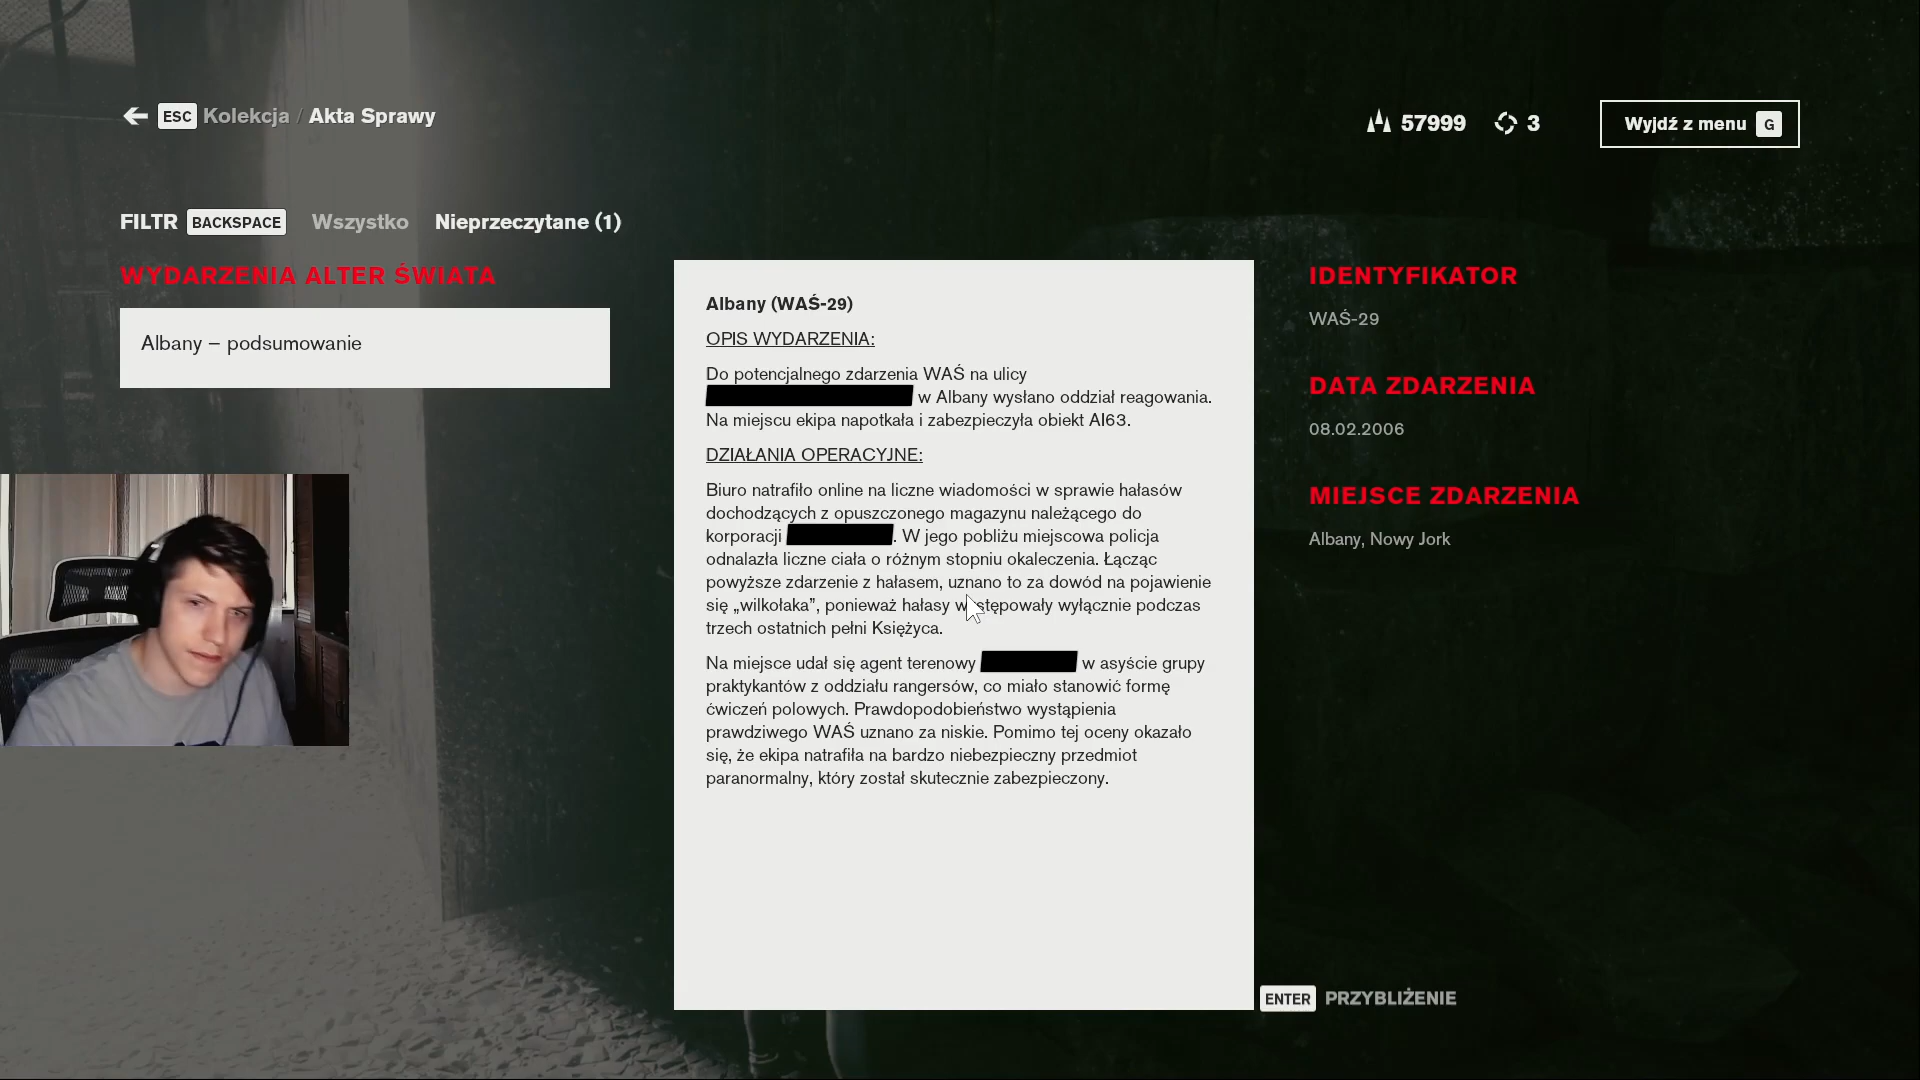 ESC Kolekcja / Akta Sprawy
57999
3
Wyjdź z menu G
FILTR BACKSPACE Wszystko Nieprzeczytane (1)
WYDARZENIA ALTER ŚWIATA
Albany – podsumowanie
Albany (WAŚ-29)
OPIS WYDARZENIA:
Do potencjalnego zdarzenia WAŚ na ulicy
w Albany wysłano oddział reagowania.
Na miejscu ekipa napotkała i zabezpieczyła obiekt AI63.
DZIAŁANIA OPERACYJNE:
Biuro natrafiło online na liczne wiadomości w sprawie hałasów
dochodzących z opuszczonego magazynu należącego do
korporacji . W jego pobliżu miejscowa policja
odnalazła liczne ciała o różnym stopniu okaleczenia. Łącząc
powyższe zdarzenie z hałasem, uznano to za dowód na pojawienie
się „wilkołaka”, ponieważ hałasy występowały wyłącznie podczas
trzech ostatnich pełni Księżyca.
Na miejsce udał się agent terenowy w asyście grupy
praktykantów z oddziału rangersów, co miało stanowić formę
ćwiczeń polowych. Prawdopodobieństwo wystąpienia
prawdziwego WAŚ uznano za niskie. Pomimo tej oceny okazało
się, że ekipa natrafiła na bardzo niebezpieczny przedmiot
paranormalny, który został skutecznie zabezpieczony.
IDENTYFIKATOR
WAŚ-29
DATA ZDARZENIA
08.02.2006
MIEJSCE ZDARZENIA
Albany, Nowy Jork
ENTER PRZYBLIŻENIE